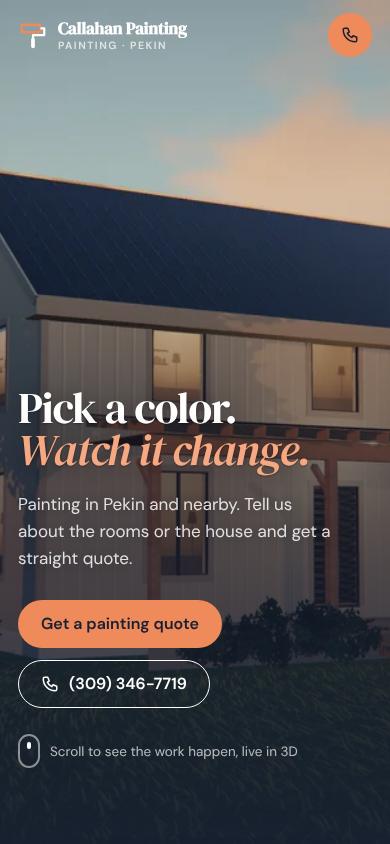 Callahan Painting
PAINTING · PEKIN
Pick a color.
Watch it change.
Painting in Pekin and nearby. Tell us
about the rooms or the house and get a
straight quote.
Get a painting quote
(309) 346-7719
Scroll to see the work happen, live in 3D